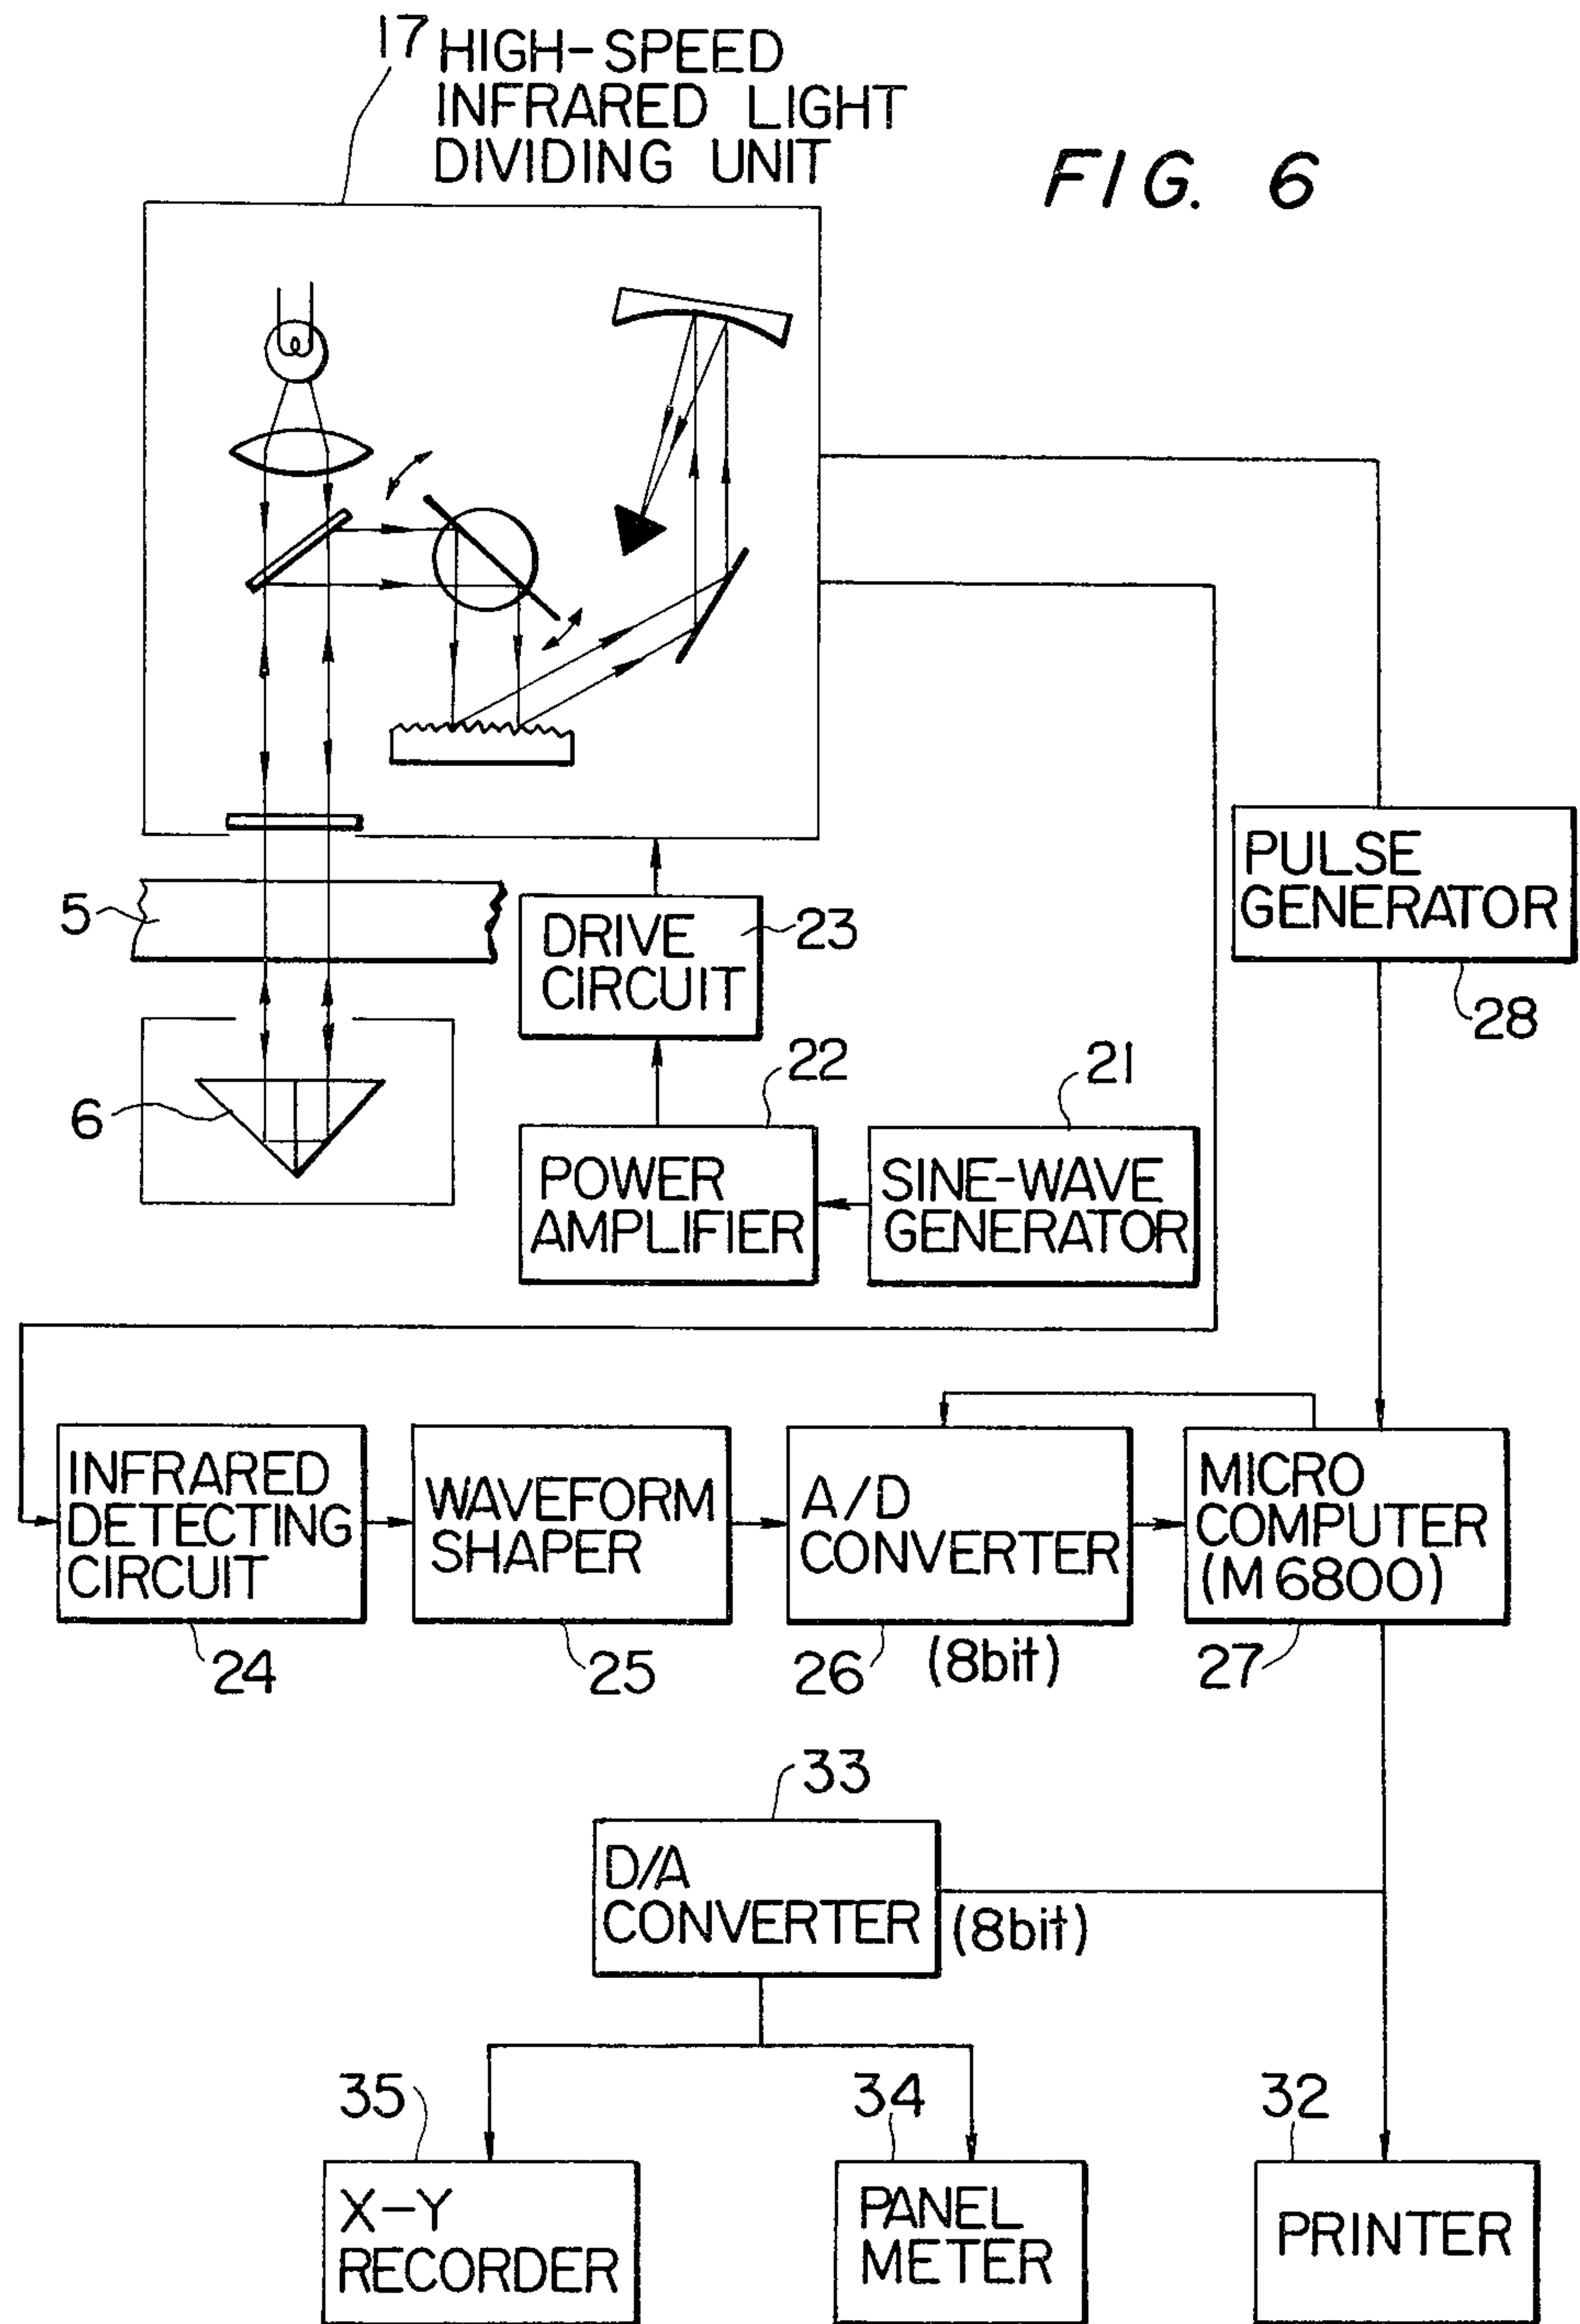 17 HIGH-SPEED
INFRARED LIGHT
DIVIDING UNIT
FIG. 6
5
6
DRIVE
CIRCUIT
23
PULSE
GENERATOR
28
22
21
POWER
AMPLIFIER
SINE-WAVE
GENERATOR
INFRARED
DETECTING
CIRCUIT
24
WAVEFORM
SHAPER
25
A/D
CONVERTER
26
(8bit)
MICRO
COMPUTER
(M6800)
27
33
D/A
CONVERTER
(8bit)
35
X-Y
RECORDER
34
PANEL
METER
32
PRINTER